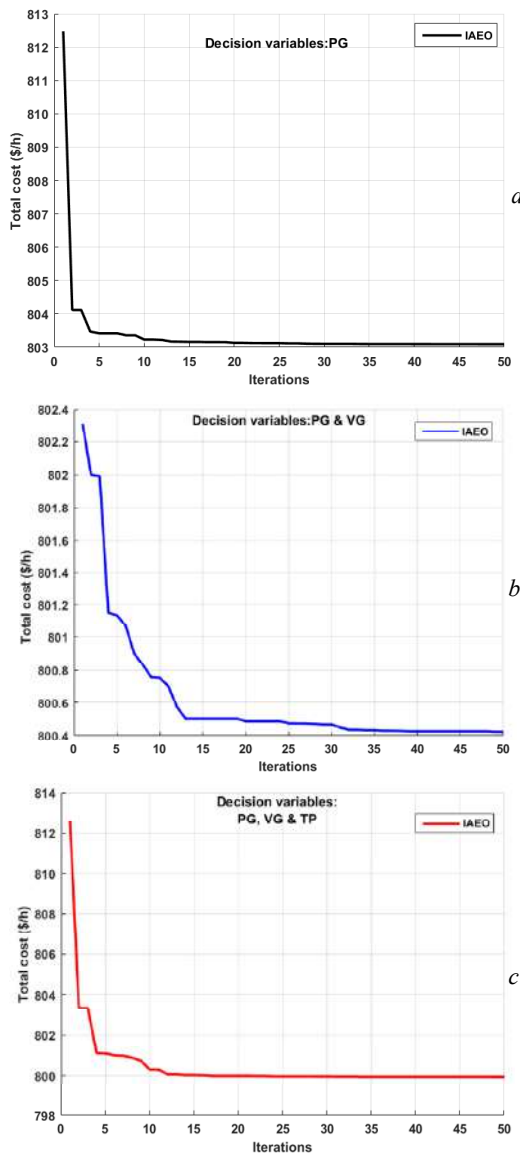 813
Decision variables:PG
IAEO
812
811
810
809
808
807
806
805
804
803
Total cost ($/h)
0 5 10 15 20 25 30 35 40 45 50
Iterations
a
802.4
Decision variables:PG & VG
IAEO
802.2
802
801.8
801.6
801.4
801.2
801
800.8
800.6
800.4
Total cost ($/h)
0 5 10 15 20 25 30 35 40 45 50
Iterations
b
814
Decision variables:
PG, VG & TP
IAEO
812
810
808
806
804
802
800
798
Total cost ($/h)
0 5 10 15 20 25 30 35 40 45 50
Iterations
c